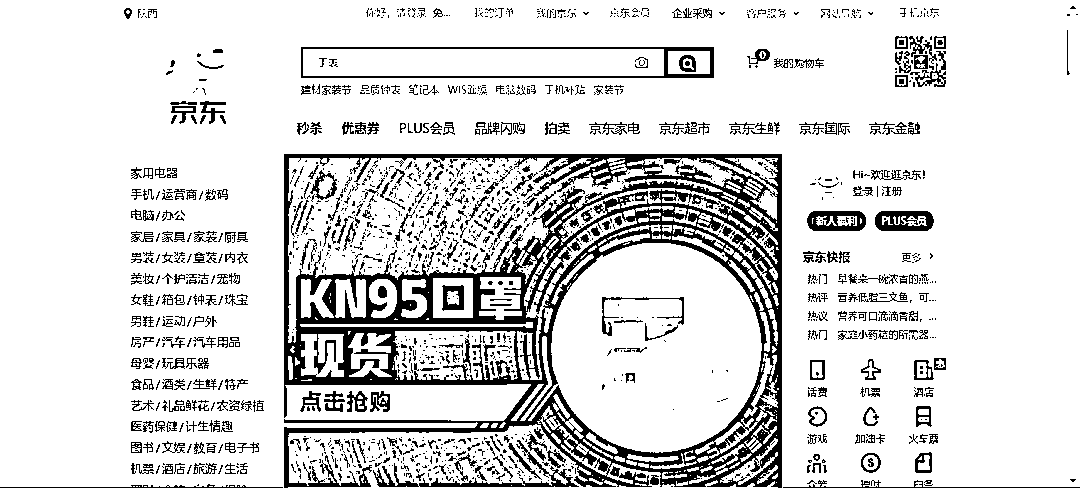 陕西
你好，请登录 免...
我的订单
我的京东
京东会员
企业采购
客户服务
网站导航
手机京东
京东
手表
0
我的购物车
建材家装节 品质钟表 笔记本 WIS面膜 电脑数码 手机补贴 家装节
秒杀 优惠券 PLUS会员 品牌闪购 拍卖 京东家电 京东超市 京东生鲜 京东国际 京东金融
家用电器
手机/运营商/数码
电脑/办公
家居/家具/家装/厨具
男装/女装/童装/内衣
美妆/个护清洁/宠物
女鞋/箱包/钟表/珠宝
男鞋/运动/户外
房产/汽车/汽车用品
母婴/玩具乐器
食品/酒类/生鲜/特产
艺术/礼品鲜花/农资绿植
医药保健/计生情趣
图书/文娱/教育/电子书
机票/酒店/旅游/生活
KN95口罩
现货
点击抢购
Hi~欢迎逛京东!
登录 | 注册
新人福利
PLUS会员
京东快报
更多
热门 早餐来一碗浓香的燕...
热评 营养低脂三文鱼，可...
热议 营养可口滴滴香甜，...
热门 家庭小药箱的所需器...
话费
机票
酒店
游戏
加油卡
火车票
众筹
理财
白条